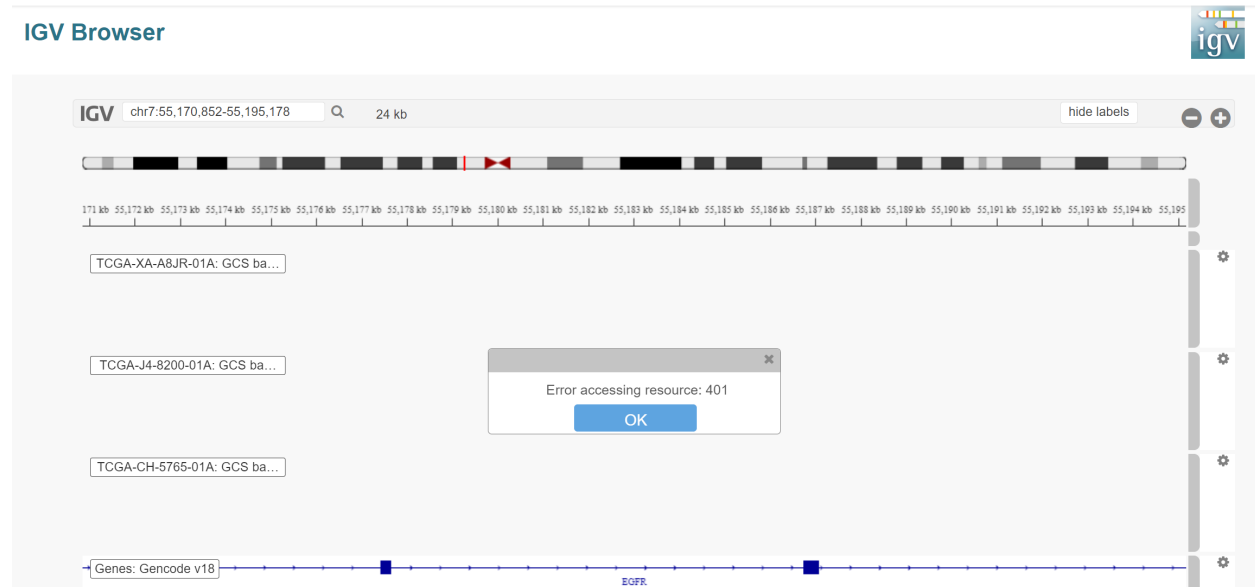 IGV Browser
igv
IGV chr7:55,170,852-55,195,178 24 kb hide labels
171 kb 55,172 kb 55,173 kb 55,174 kb 55,175 kb 55,176 kb 55,177 kb 55,178 kb 55,179 kb 55,180 kb 55,181 kb 55,182 kb 55,183 kb 55,184 kb 55,185 kb 55,186 kb 55,187 kb 55,188 kb 55,189 kb 55,190 kb 55,191 kb 55,192 kb 55,193 kb 55,194 kb 55,195
TCGA-XA-A8JR-01A: GCS ba...
TCGA-J4-8200-01A: GCS ba...
Error accessing resource: 401
OK
TCGA-CH-5765-01A: GCS ba...
Genes: Gencode v18
EGFR